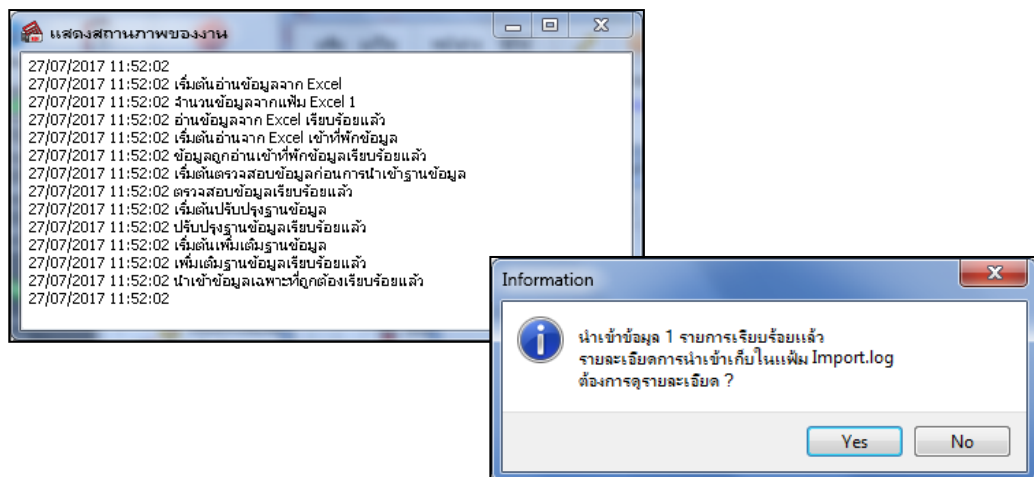 แสดงสถานภาพของงาน
27/07/2017 11:52:02
27/07/2017 11:52:02 เริ่มต้นอ่านข้อมูลจาก Excel
27/07/2017 11:52:02 จำนวนข้อมูลจากแฟ้ม Excel 1
27/07/2017 11:52:02 อ่านข้อมูลจาก Excel เรียบร้อยแล้ว
27/07/2017 11:52:02 เริ่มต้นอ่านจาก Excel เข้าที่พักข้อมูล
27/07/2017 11:52:02 ข้อมูลถูกอ่านเข้าที่พักข้อมูลเรียบร้อยแล้ว
27/07/2017 11:52:02 เริ่มต้นตรวจสอบข้อมูลก่อนการนำเข้าฐานข้อมูล
27/07/2017 11:52:02 ตรวจสอบข้อมูลเรียบร้อยแล้ว
27/07/2017 11:52:02 เริ่มต้นปรับปรุงฐานข้อมูล
27/07/2017 11:52:02 ปรับปรุงฐานข้อมูลเรียบร้อยแล้ว
27/07/2017 11:52:02 เริ่มต้นเพิ่มเติมฐานข้อมูล
27/07/2017 11:52:02 เพิ่มเติมฐานข้อมูลเรียบร้อยแล้ว
27/07/2017 11:52:02 นำเข้าข้อมูลเฉพาะที่ถูกต้องเรียบร้อยแล้ว
27/07/2017 11:52:02
Information
นำเข้าข้อมูล 1 รายการเรียบร้อยแล้ว
รายละเอียดการนำเข้าเก็บในแฟ้ม Import.log
ต้องการดูรายละเอียด ?
Yes No